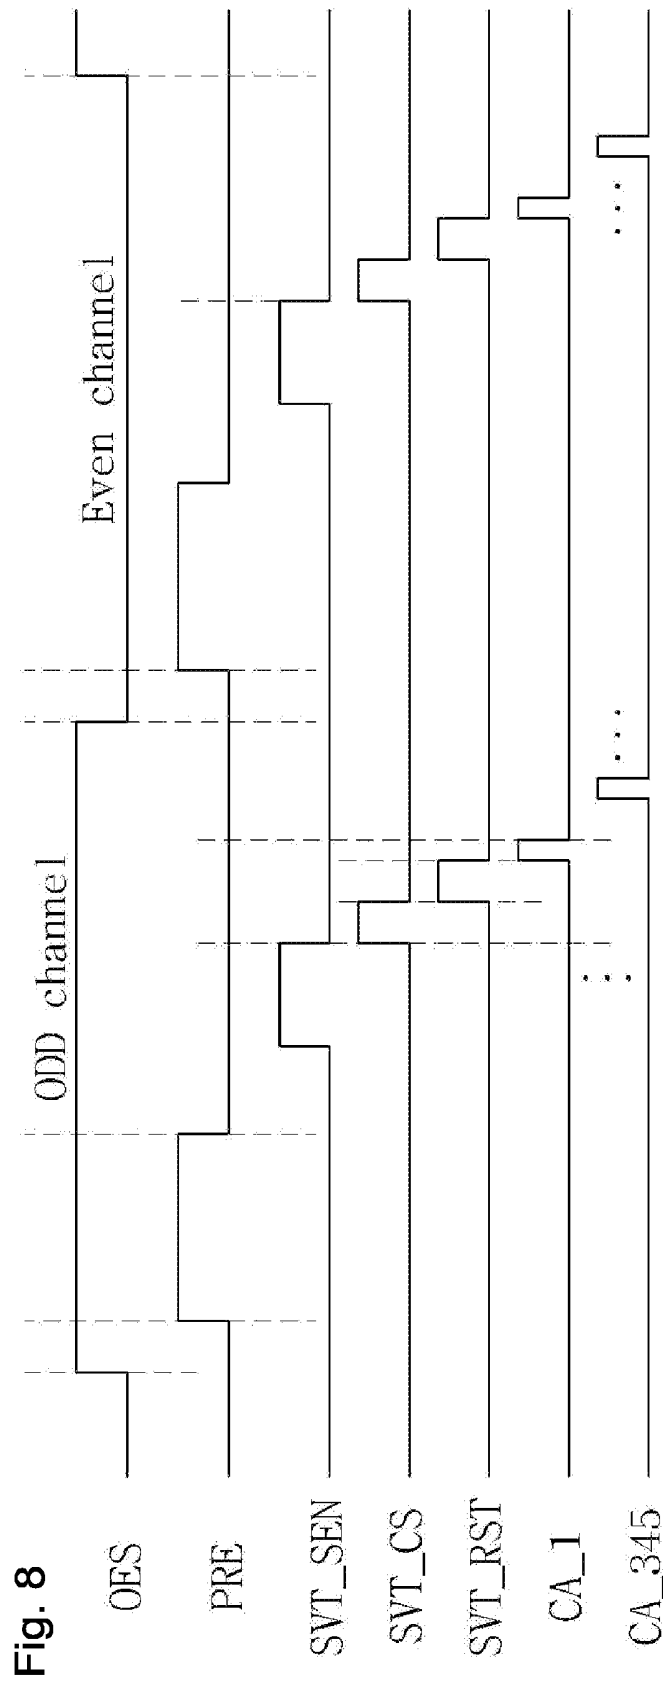 Fig. 8
ODD channel
Even channel
OES
PRE
SVT_SEN
SVT_CS
SVT_RST
CA_1
CA_345